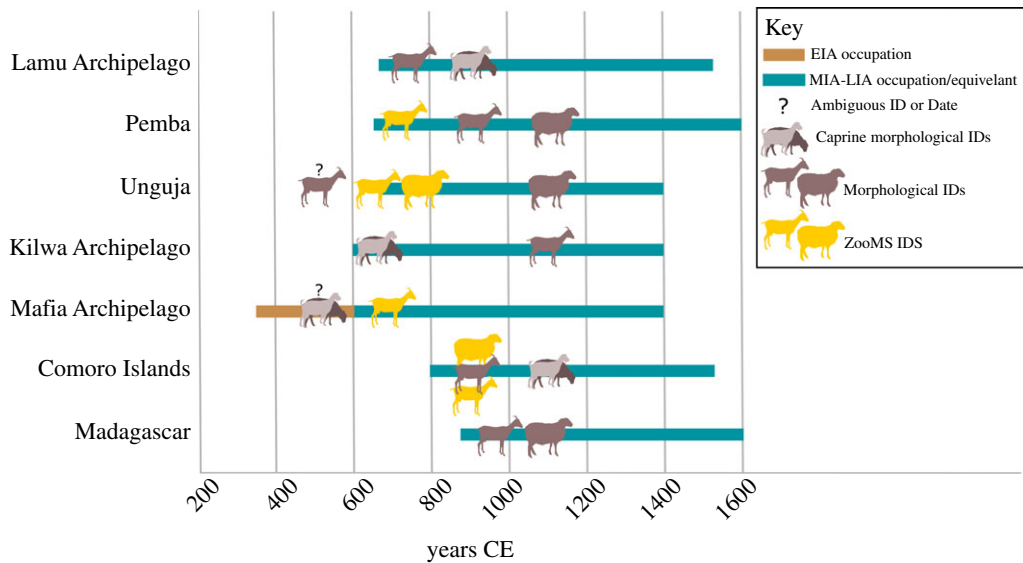 Lamu Archipelago
Pemba
Unguja
Kilwa Archipelago
Mafia Archipelago
Comoro Islands
Madagascar
?
?
200
400
600
800
1000
1200
1400
1600
years CE
Key
EIA occupation
MIA-LIA occupation/equivelant
? Ambiguous ID or Date
Caprine morphological IDs
Morphological IDs
ZooMS IDS